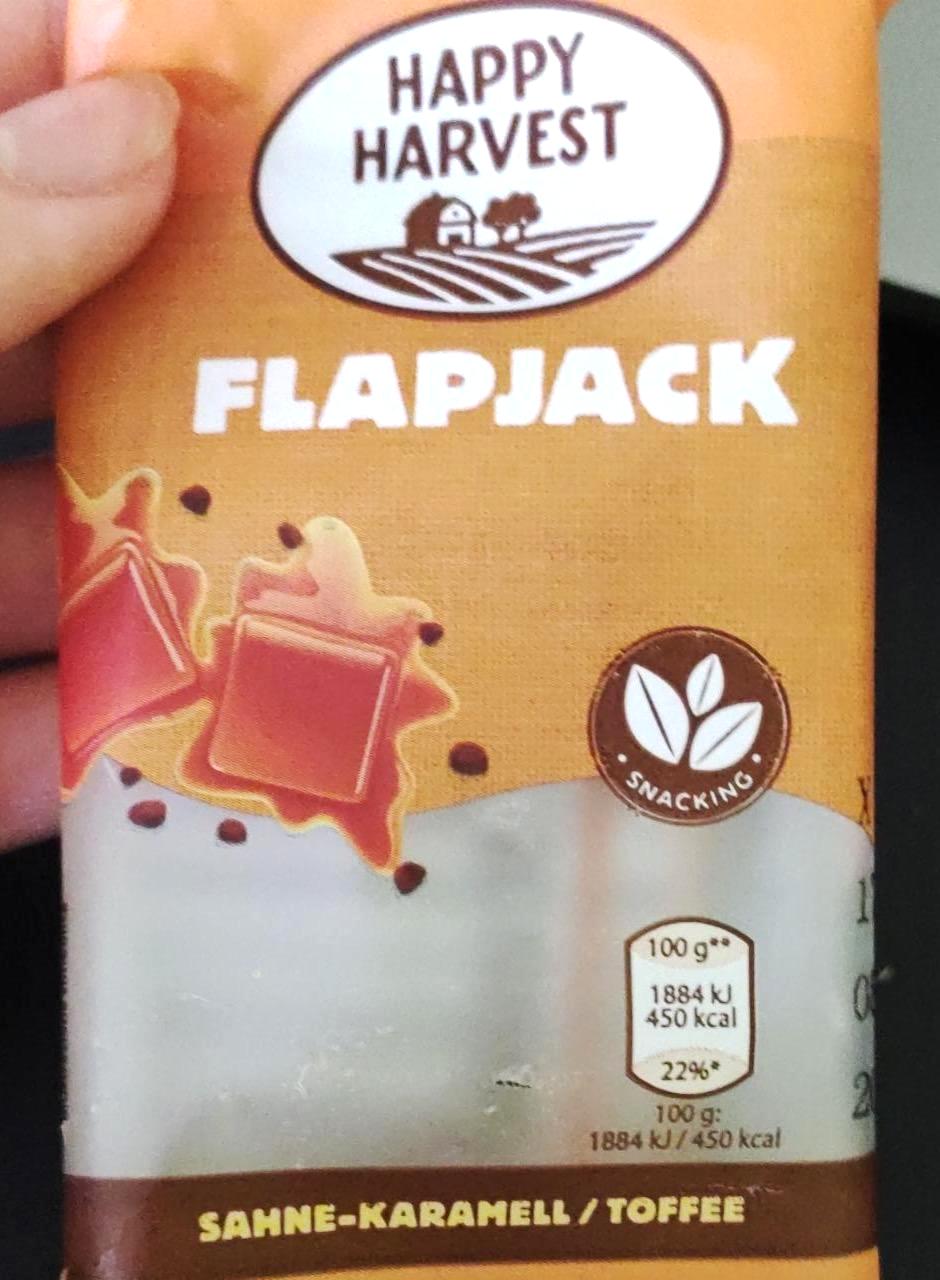 HAPPY
HARVEST
FLAPJACK
SNACKING
100 g**
1884 kJ
450 kcal
22%*
100 g:
1884 kJ / 450 kcal
SAHNE-KARAMELL / TOFFEE